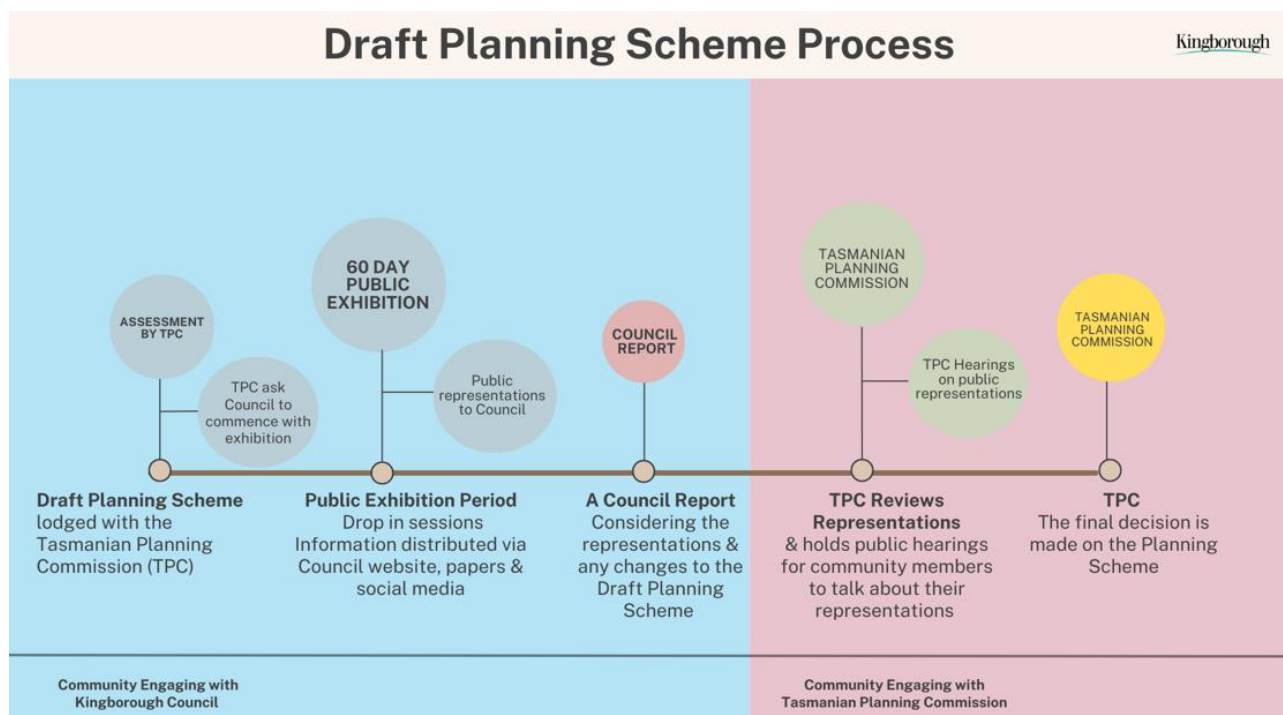 Draft Planning Scheme Process
Kingborough
ASSESSMENT
BY TPC
TPC ask
Council to
commence with
exhibition
60 DAY
PUBLIC
EXHIBITION
Public
representations
to Council
COUNCIL
REPORT
TASMANIAN
PLANNING
COMMISSION
TPC Hearings
on public
representations
TASMANIAN
PLANNING
COMMISSION
Draft Planning Scheme
lodged with the
Tasmanian Planning
Commission (TPC)
Public Exhibition Period
Drop in sessions
Information distributed via
Council website, papers &
social media
A Council Report
Considering the
representations &
any changes to the
Draft Planning
Scheme
TPC Reviews
Representations
& holds public hearings
for community members
to talk about their
representations
TPC
The final decision is
made on the Planning
Scheme
Community Engaging with
Kingborough Council
Community Engaging with
Tasmanian Planning Commission